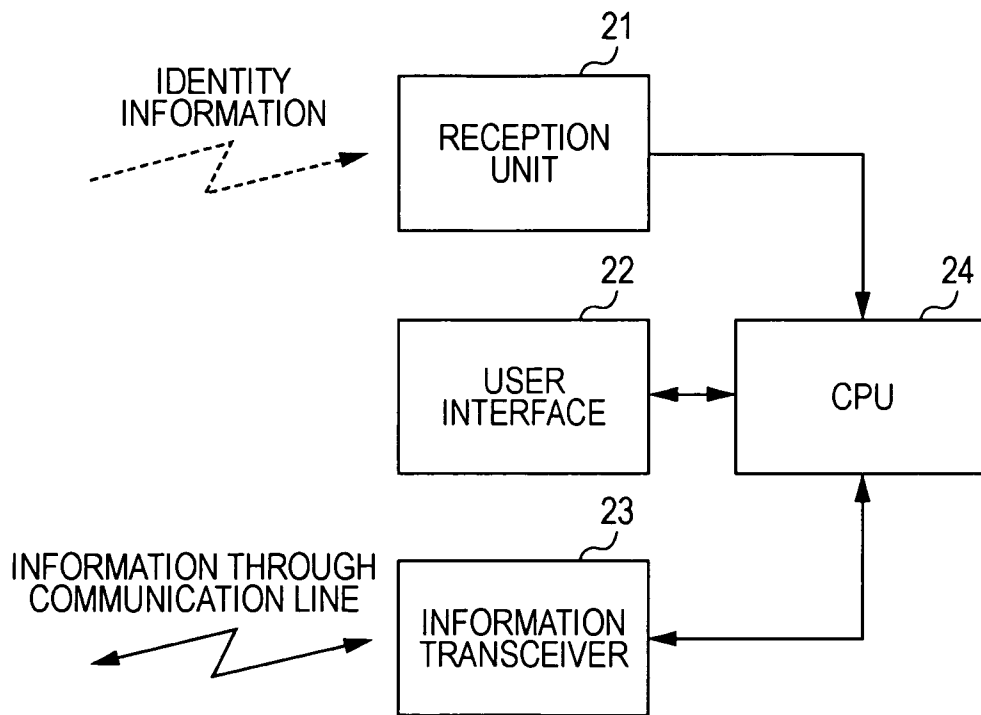 21
IDENTITY
INFORMATION
RECEPTION
UNIT
22
24
USER
INTERFACE
CPU
23
INFORMATION THROUGH
COMMUNICATION LINE
INFORMATION
TRANSCEIVER